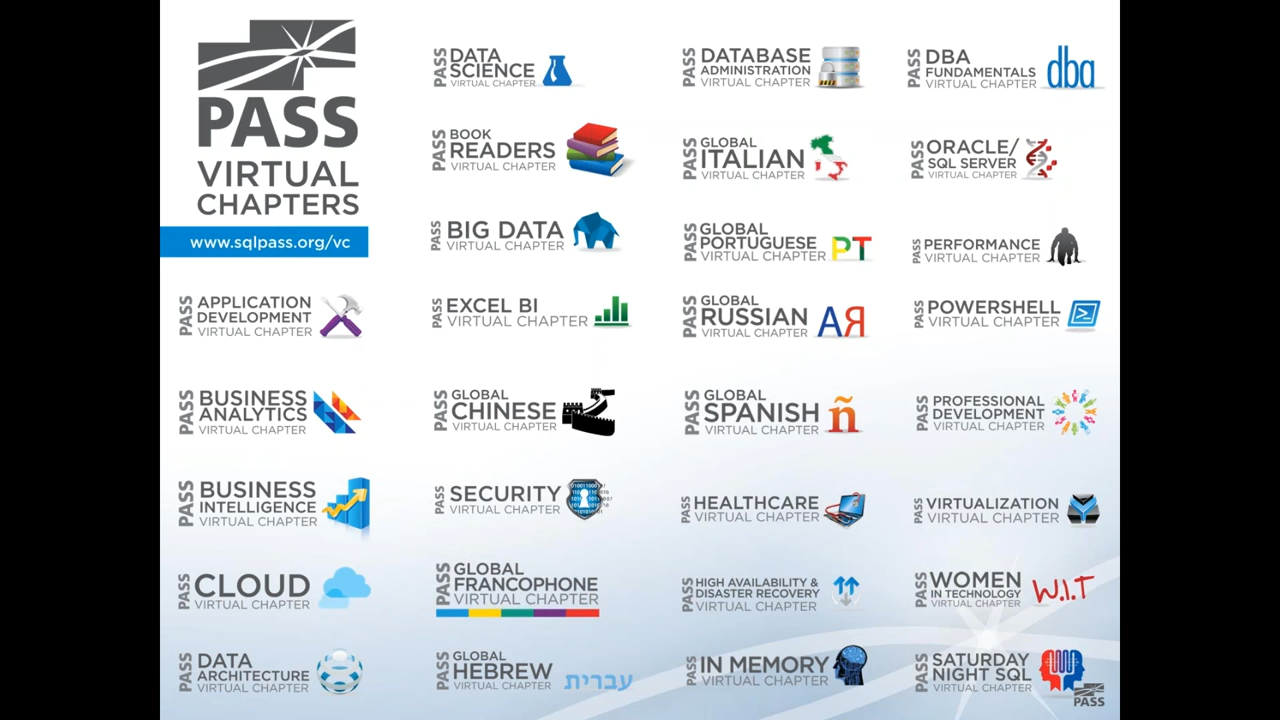 PASS
VIRTUAL
CHAPTERS
www.sqlpass.org/vc
PASS
APPLICATION
DEVELOPMENT
VIRTUAL CHAPTER
PASS
BUSINESS
ANALYTICS
VIRTUAL CHAPTER
PASS
BUSINESS
INTELLIGENCE
VIRTUAL CHAPTER
PASS
CLOUD
VIRTUAL CHAPTER
PASS
DATA
ARCHITECTURE
VIRTUAL CHAPTER
PASS
DATA
SCIENCE
VIRTUAL CHAPTER
PASS
BOOK
READERS
VIRTUAL CHAPTER
PASS
BIG DATA
VIRTUAL CHAPTER
PASS
EXCEL BI
VIRTUAL CHAPTER
PASS
GLOBAL
CHINESE
VIRTUAL CHAPTER
PASS
SECURITY
VIRTUAL CHAPTER
PASS
GLOBAL
FRANCOPHONE
VIRTUAL CHAPTER
PASS
GLOBAL
HEBREW
VIRTUAL CHAPTER
עברית
PASS
DATABASE
ADMINISTRATION
VIRTUAL CHAPTER
PASS
GLOBAL
ITALIAN
VIRTUAL CHAPTER
PASS
GLOBAL
PORTUGUESE
VIRTUAL CHAPTER
PT
PASS
GLOBAL
RUSSIAN
VIRTUAL CHAPTER
АЯ
PASS
GLOBAL
SPANISH
VIRTUAL CHAPTER
ñ
PASS
HEALTHCARE
VIRTUAL CHAPTER
PASS
HIGH AVAILABILITY &
DISASTER RECOVERY
VIRTUAL CHAPTER
PASS
IN MEMORY
VIRTUAL CHAPTER
PASS
DBA
FUNDAMENTALS
VIRTUAL CHAPTER
dba
PASS
ORACLE/
SQL SERVER
VIRTUAL CHAPTER
PASS
PERFORMANCE
VIRTUAL CHAPTER
PASS
POWERSHELL
VIRTUAL CHAPTER
PASS
PROFESSIONAL
DEVELOPMENT
VIRTUAL CHAPTER
PASS
VIRTUALIZATION
VIRTUAL CHAPTER
PASS
WOMEN
IN TECHNOLOGY
VIRTUAL CHAPTER
W.I.T
PASS
SATURDAY
NIGHT SQL
VIRTUAL CHAPTER
PASS